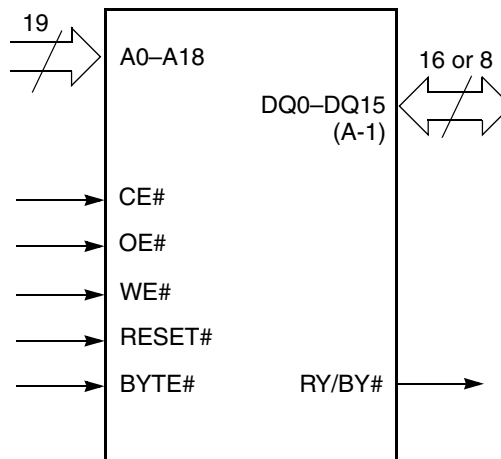 19
A0–A18
16 or 8
DQ0–DQ15
(A-1)
CE#
OE#
WE#
RESET#
BYTE#
RY/BY#